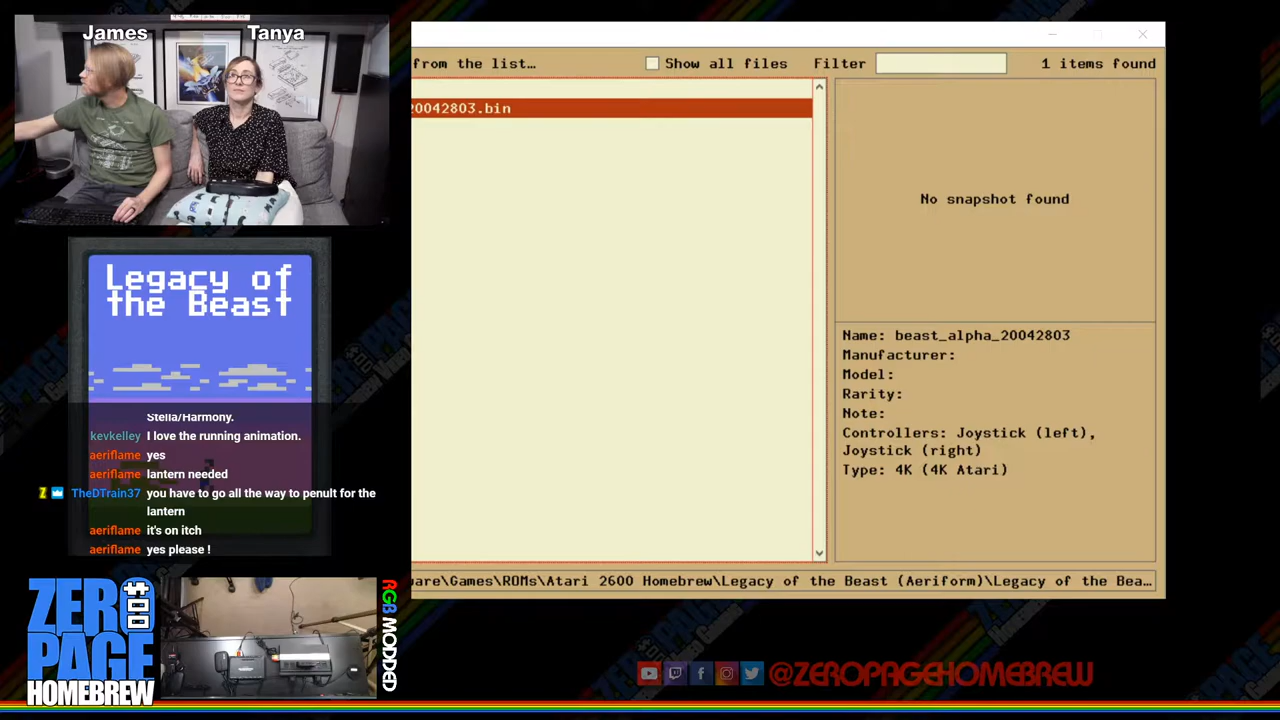 James
Tanya
from the list…
Show all files
Filter
1 items found
20042803.bin
No snapshot found
Legacy of
the Beast
Name: beast_alpha_20042803
Manufacturer:
Model:
Rarity:
Note:
Controllers: Joystick (left),
Joystick (right)
Type: 4K (4K Atari)
Stella/Harmony.
kevkelley I love the running animation.
aeriflame yes
aeriflame lantern needed
TheDTrain37 you have to go all the way to penult for the
lantern
aeriflame it's on itch
aeriflame yes please !
ware\Games\ROMs\Atari 2600 Homebrew\Legacy of the Beast (Aeriform)\Legacy of the Bea…
ZERO
PAGE
HOMEBREW
RGB MODDED
@ZEROPAGEHOMEBREW